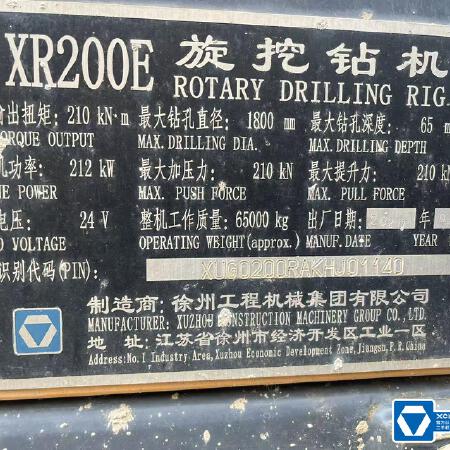 XR200E 旋挖钻机
ROTARY DRILLING RIG
输出扭矩: 210 kN·m 最大钻孔直径: 1800 mm 最大钻孔深度: 65 m
TORQUE OUTPUT MAX. DRILLING DIA. MAX. DRILLING DEPTH
机功率: 212 kW 最大加压力: 210 kN 最大提升力: 210 kN
NE POWER MAX. PUSH FORCE MAX. PULL FORCE
电压: 24 V 整机工作质量: 65000 kg 出厂日期: 年
D VOLTAGE OPERATING WEIGHT(approx.) MANUF. DATE YEAR
识别代码(PIN): XUG0200RAKHJ01140
制造商: 徐州工程机械集团有限公司
MANUFACTURER: XUZHOU CONSTRUCTION MACHINERY GROUP CO., LTD.
地 址: 江苏省徐州市经济开发区工业一区
Address:No.1 Industry Area,Xuzhou Economic Development Zone,Jiangsu,P.R.China